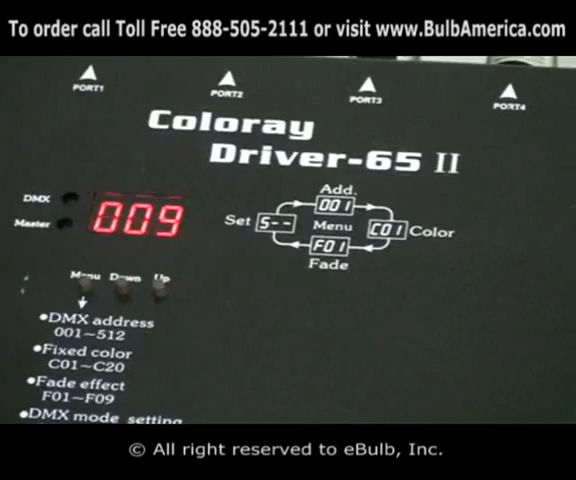 To order call Toll Free 888-505-2111 or visit www.BulbAmerica.com
PORT1 PORT2 PORT3 PORT4
Coloray
Driver-65 II
DMX
Master
009
Add.
001
Set S-- Menu C01 Color
F01
Fade
Menu Down Up
●DMX address
001~512
●Fixed color
C01~C20
●Fade effect
F01~F09
●DMX mode setting
© All right reserved to eBulb, Inc.